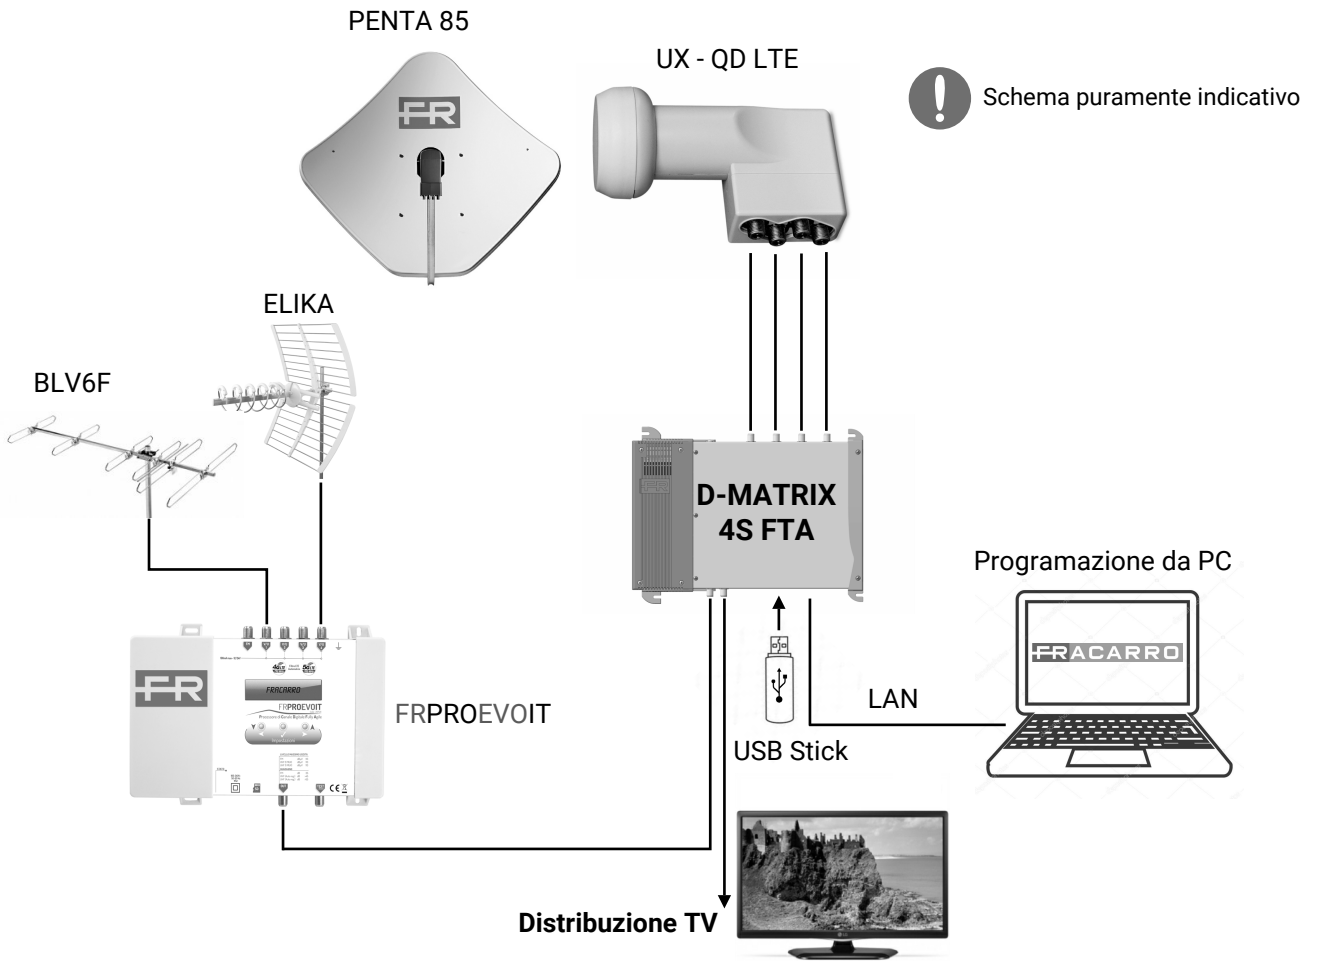 PENTA 85
UX - QD LTE
Schema puramente indicativo
FR
ELIKA
BLV6F
D-MATRIX
4S FTA
Programazione da PC
FRACARRO
FR
FRACARRO
FRPROEVOIT
FRPROEVOIT
LAN
USB Stick
Distribuzione TV